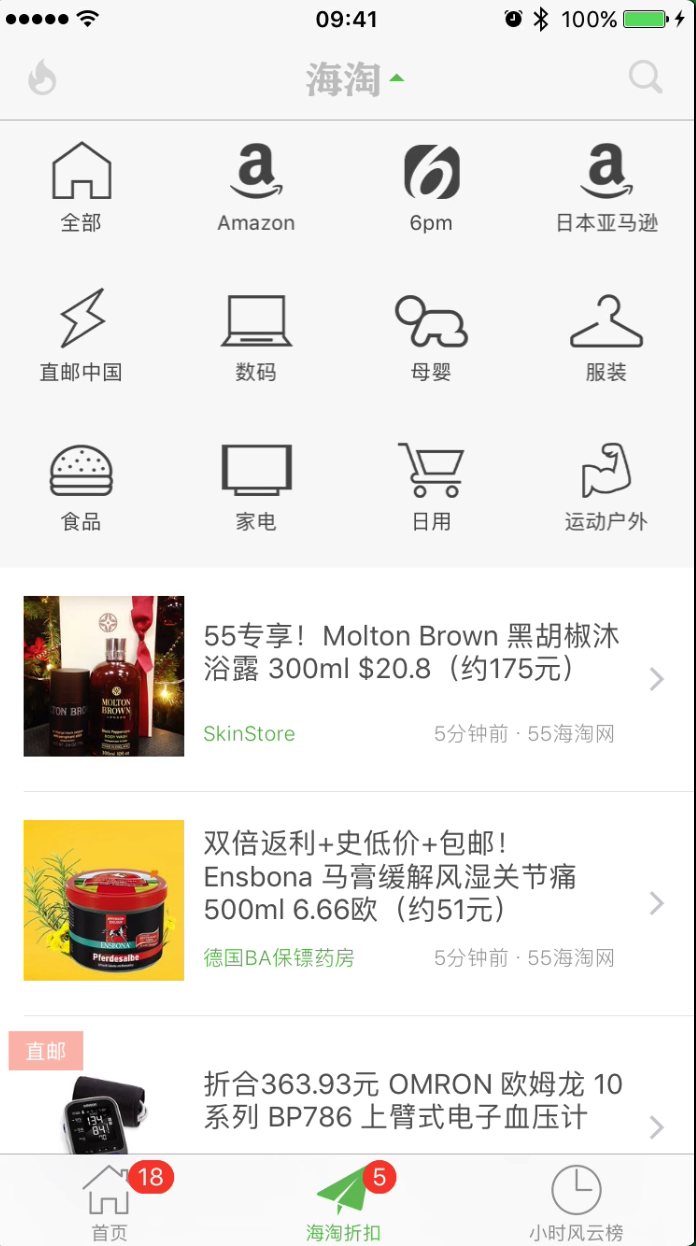 09:41
100%
海淘
全部
Amazon
6pm
日本亚马逊
直邮中国
数码
母婴
服装
食品
家电
日用
运动户外
MOLTON
BROWN
55专享！Molton Brown 黑胡椒沐
浴露 300ml $20.8（约175元）
SkinStore
5分钟前 · 55海淘网
ENSBONA
Pferdesalbe
双倍返利+史低价+包邮！
Ensbona 马膏缓解风湿关节痛
500ml 6.66欧（约51元）
德国BA保镖药房
5分钟前 · 55海淘网
直邮
134
84
折合363.93元 OMRON 欧姆龙 10
系列 BP786 上臂式电子血压计
18
首页
5
海淘折扣
小时风云榜